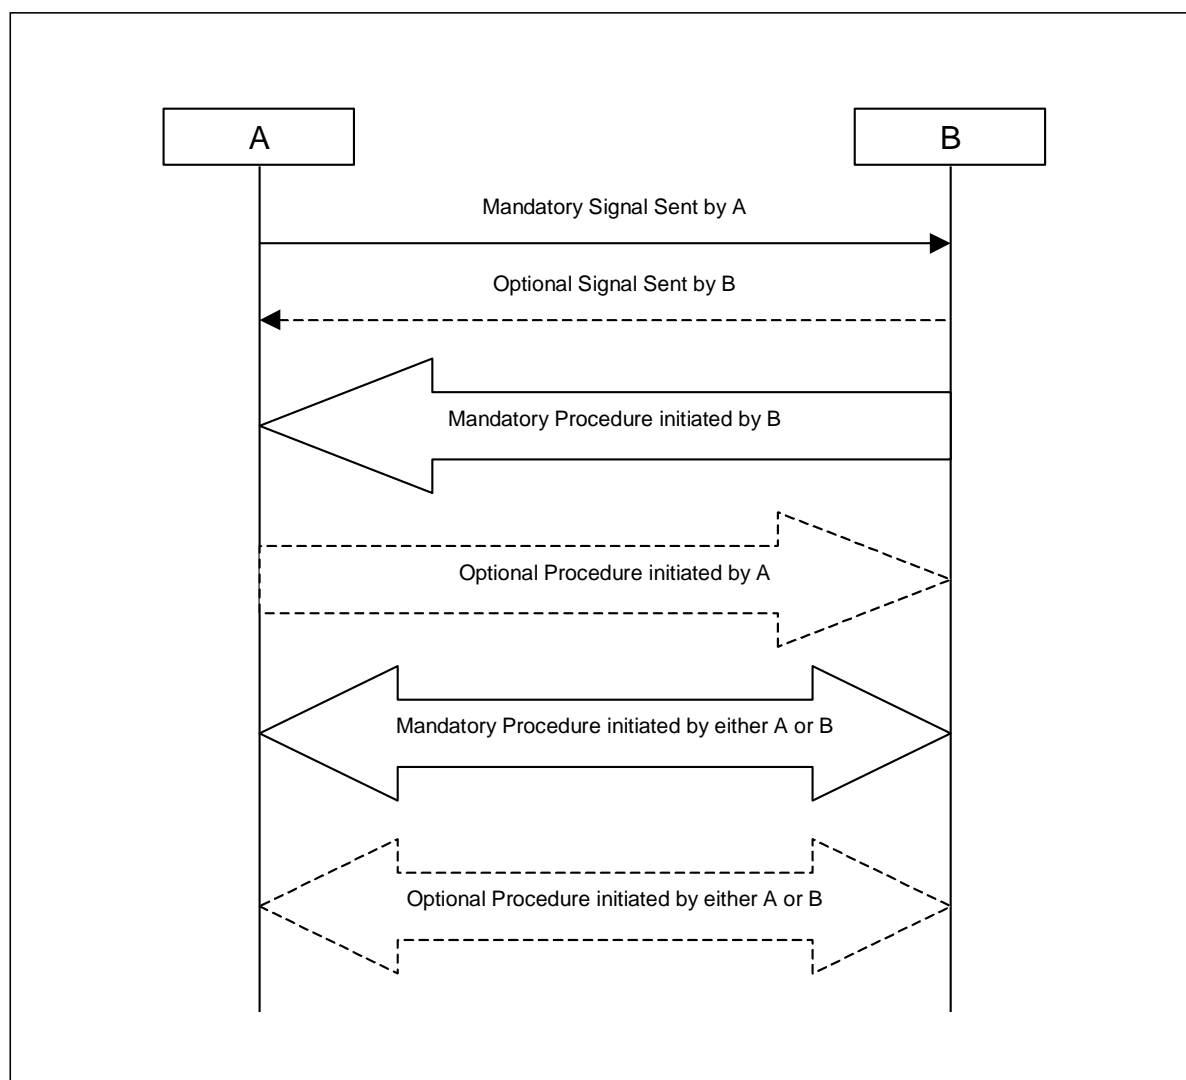 A
B
Mandatory Signal Sent by A
Optional Signal Sent by B
Mandatory Procedure initiated by B
Optional Procedure initiated by A
Mandatory Procedure initiated by either A or B
Optional Procedure initiated by either A or B